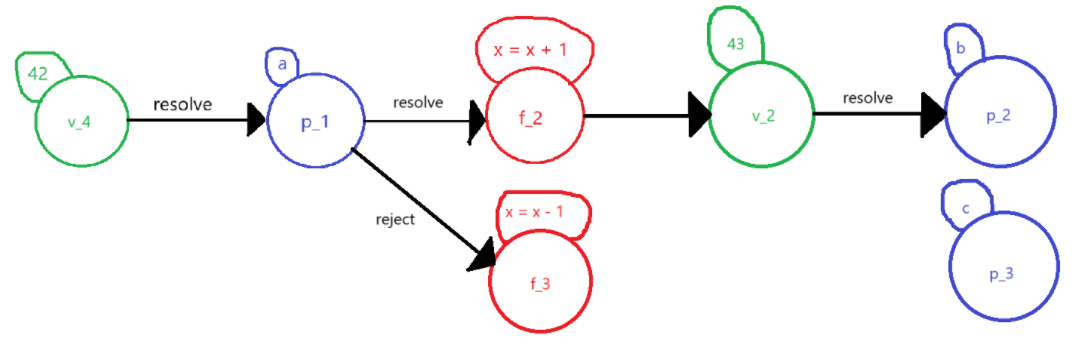 42
v_4
resolve
a
p_1
resolve
x = x + 1
f_2
43
v_2
resolve
b
p_2
reject
x = x - 1
f_3
c
p_3